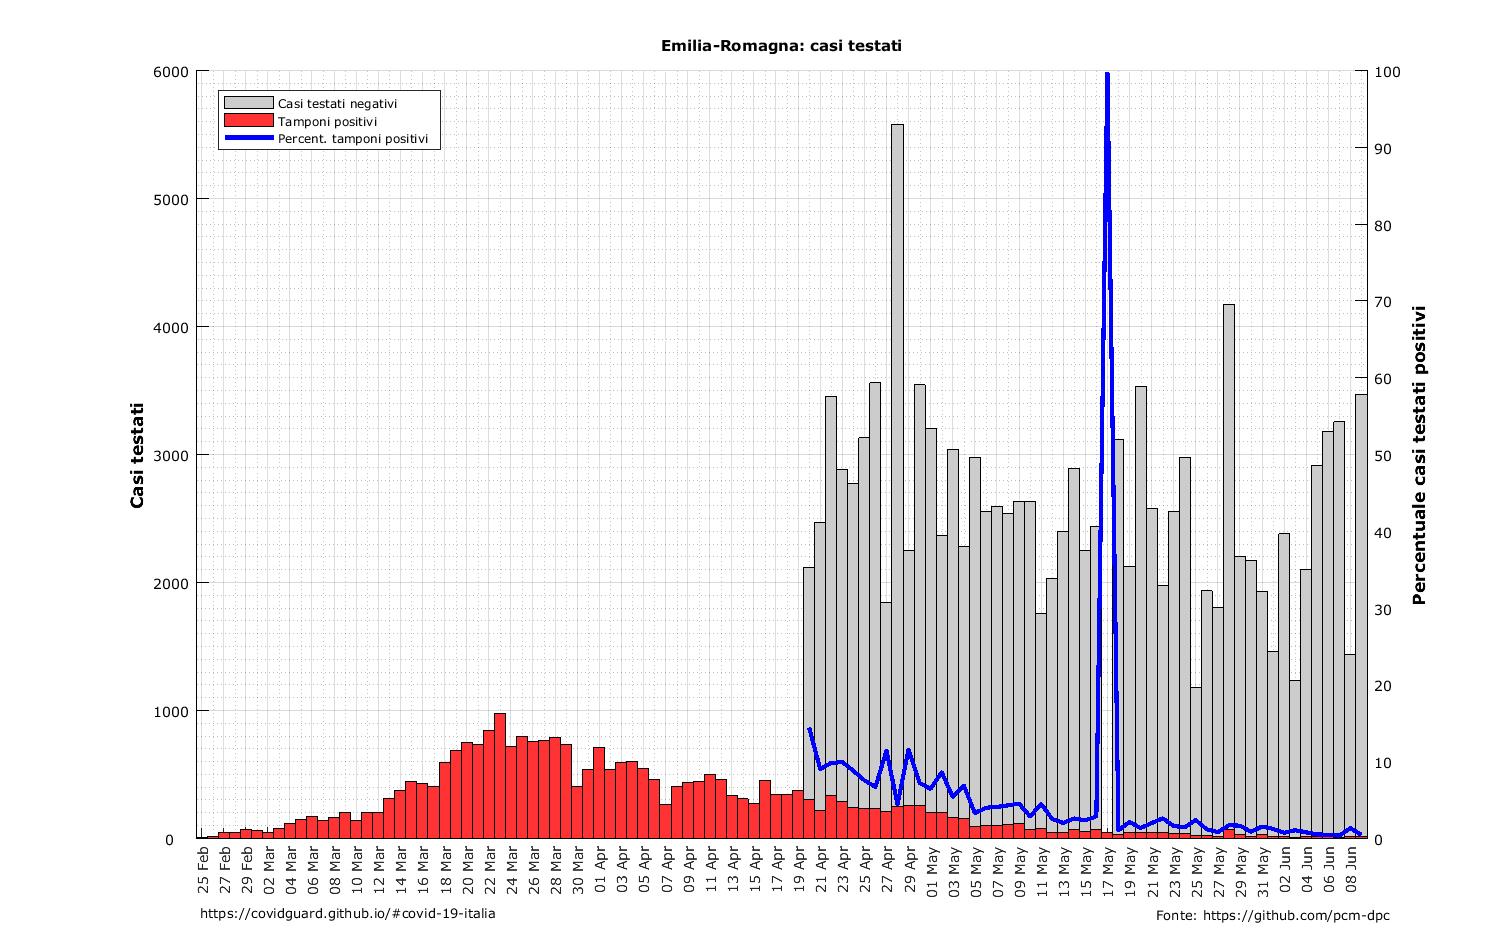 Emilia-Romagna: casi testati
Casi testati negativi
Tamponi positivi
Percent. tamponi positivi
Casi testati
6000
5000
4000
3000
2000
1000
0
100
90
80
70
60
50
40
30
20
10
0
Percentuale casi testati positivi
25 Feb
27 Feb
29 Feb
02 Mar
04 Mar
06 Mar
08 Mar
10 Mar
12 Mar
14 Mar
16 Mar
18 Mar
20 Mar
22 Mar
24 Mar
26 Mar
28 Mar
30 Mar
01 Apr
03 Apr
05 Apr
07 Apr
09 Apr
11 Apr
13 Apr
15 Apr
17 Apr
19 Apr
21 Apr
23 Apr
25 Apr
27 Apr
29 Apr
01 May
03 May
05 May
07 May
09 May
11 May
13 May
15 May
17 May
19 May
21 May
23 May
25 May
27 May
29 May
31 May
02 Jun
04 Jun
06 Jun
08 Jun
https://covidguard.github.io/#covid-19-italia
Fonte: https://github.com/pcm-dpc